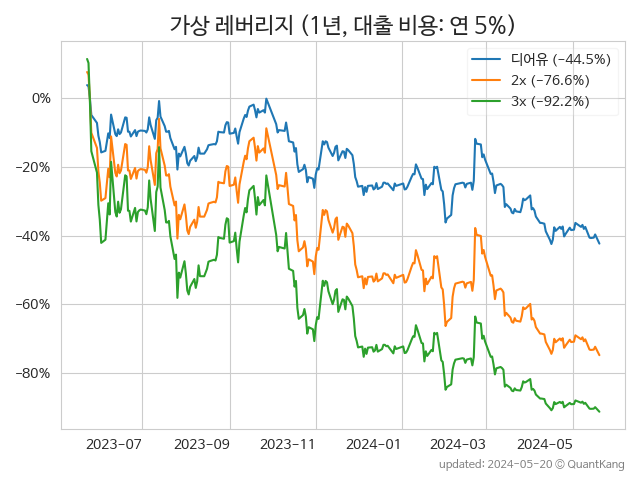 가상 레버리지 (1년, 대출 비용: 연 5%)
디어유 (−44.5%)
2x (−76.6%)
3x (−92.2%)
0%
−20%
−40%
−60%
−80%
2023−07 2023−09 2023−11 2024−01 2024−03 2024−05
updated: 2024−05−20 © QuantKang